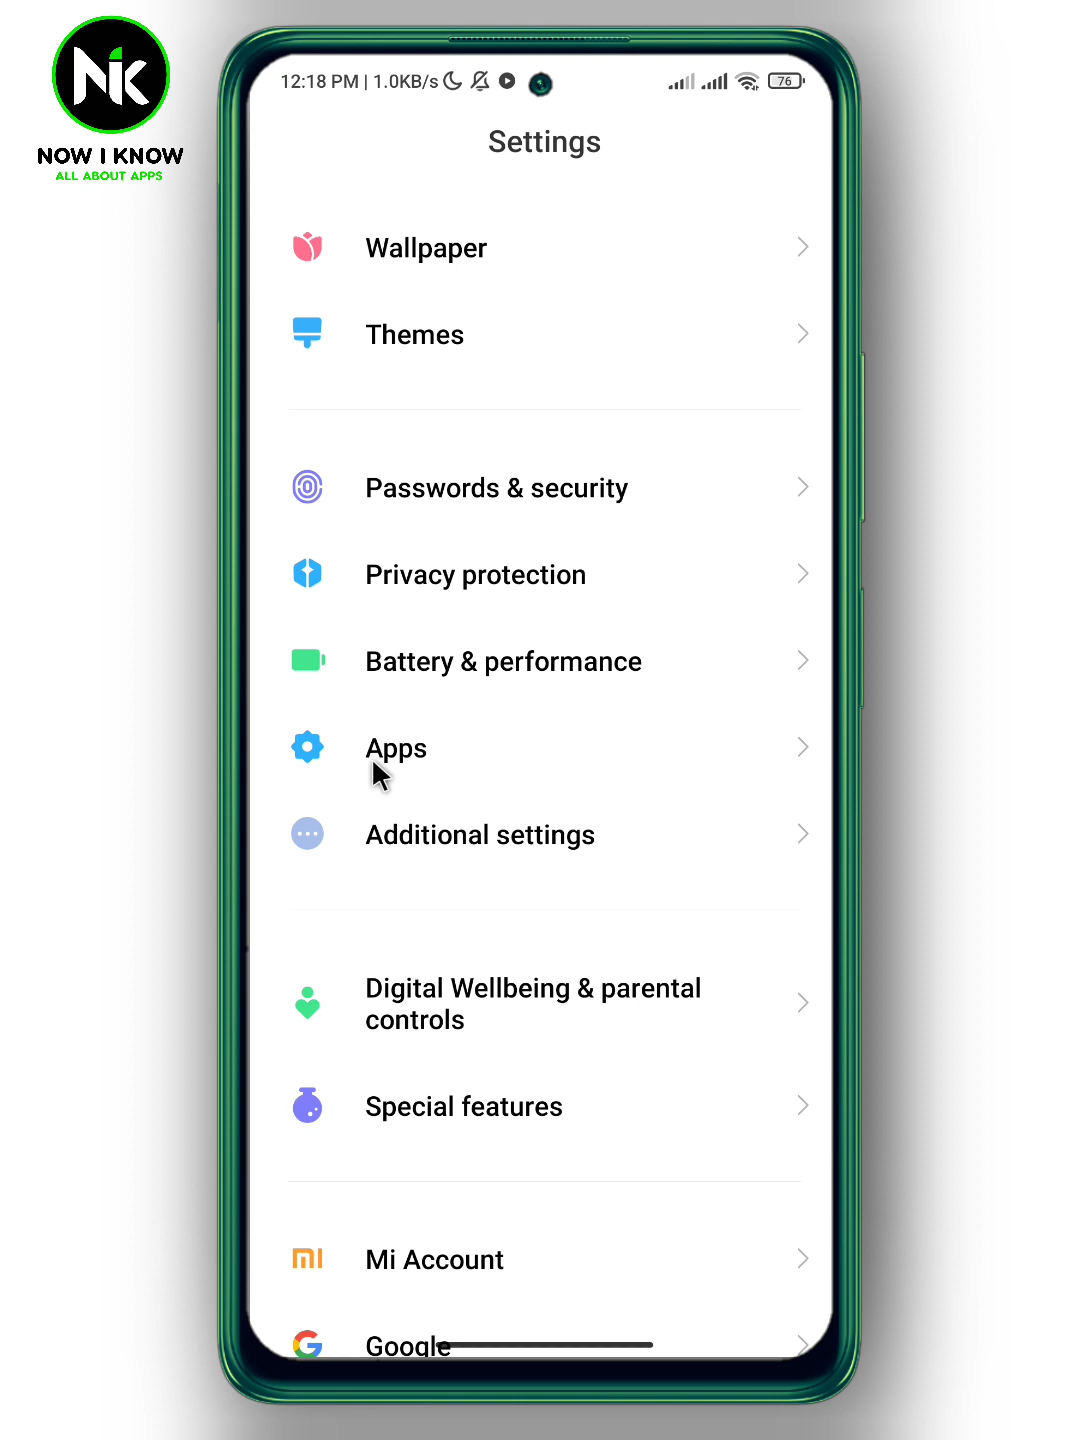 NK
NOW I KNOW
ALL ABOUT APPS
12:18 PM | 1.0KB/s
76
Settings
Wallpaper
Themes
Passwords & security
Privacy protection
Battery & performance
Apps
Additional settings
Digital Wellbeing & parental
controls
Special features
Mi Account
Google